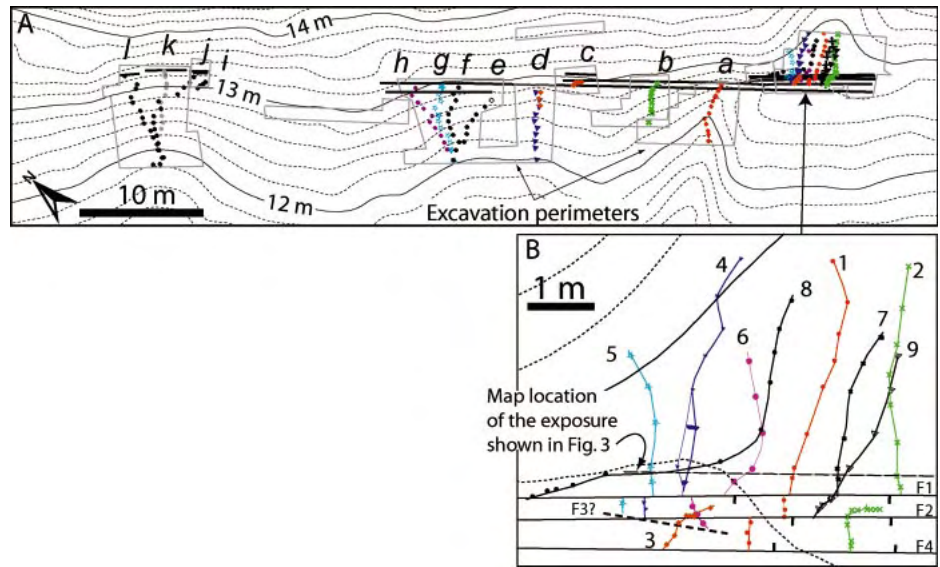 A
14 m
l k j i
h g f e d c b a
13 m
N
10 m
12 m
Excavation perimeters
B
1 m
4 1 2
8
7
5 6 9
Map location
of the exposure
shown in Fig. 3
F1
F3? F2
3 F4